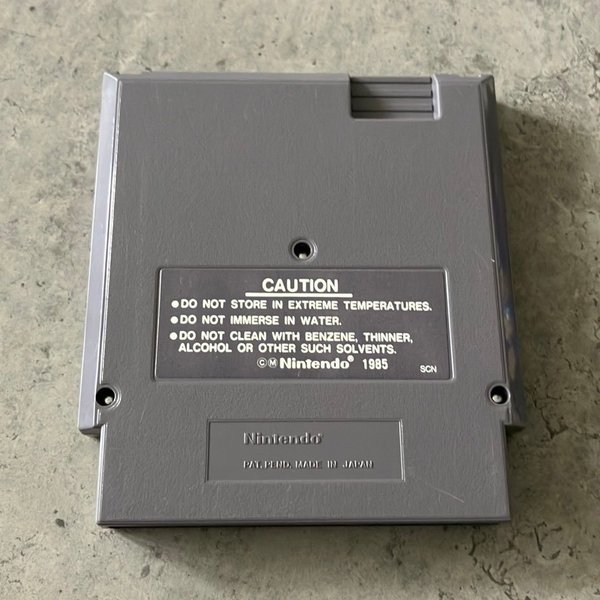 CAUTION
●DO NOT STORE IN EXTREME TEMPERATURES.
●DO NOT IMMERSE IN WATER.
●DO NOT CLEAN WITH BENZENE, THINNER,
ALCOHOL OR OTHER SUCH SOLVENTS.
©Ⓜ Nintendo® 1985
SCN
Nintendo®
PAT. PEND. MADE IN JAPAN